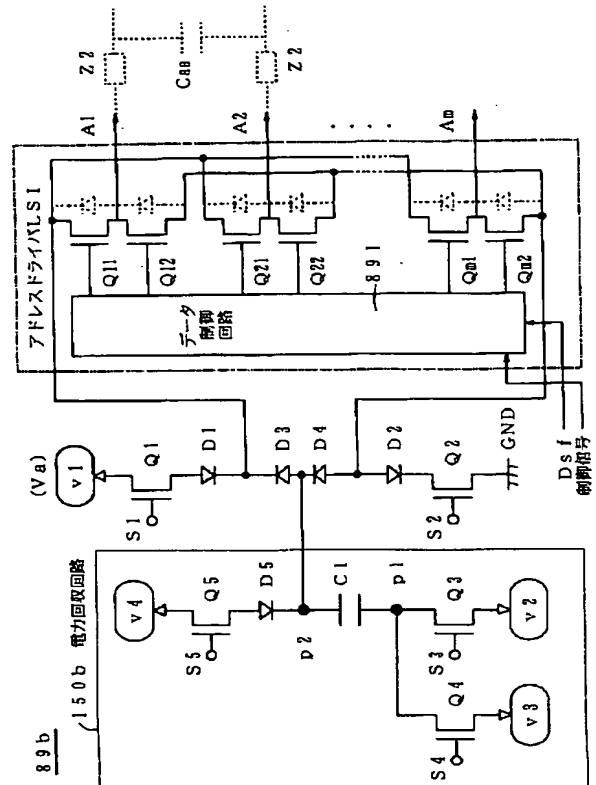 89b
150b 電力回収回路
v4
S5
Q5
D5
p2
C1
p1
S4
Q4
v3
S3
Q3
v2
(Va)
v1
S1
Q1
D1
D3
D4
D2
S2
Q2
GND
アドレスドライバLSI
データ
制御
回路
891
Q11
Q12
Q21
Q22
Qm1
Qm2
Dsf
制御信号
A1
A2
. . . .
Am
Z2
Caa
Z2